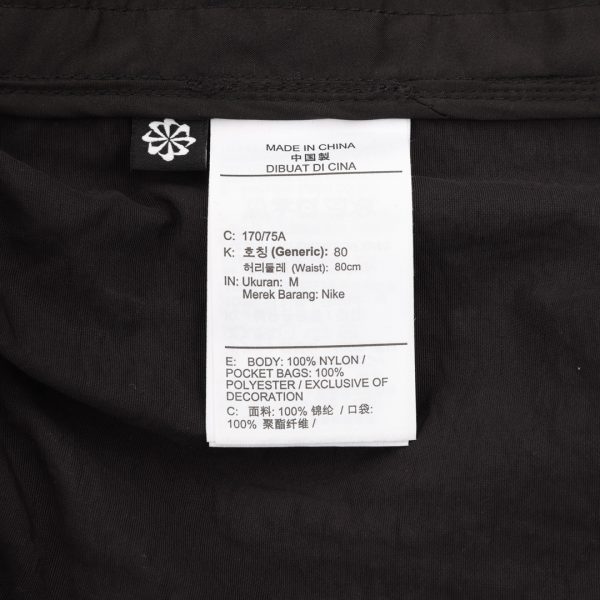 MADE IN CHINA
中国製
DIBUAT DI CINA
C: 170/75A
K: 호칭 (Generic): 80
허리둘레 (Waist): 80cm
IN: Ukuran: M
Merek Barang: Nike
E: BODY: 100% NYLON /
POCKET BAGS: 100%
POLYESTER / EXCLUSIVE OF
DECORATION
C: 面料: 100% 锦纶 / 口袋:
100% 聚酯纤维 /